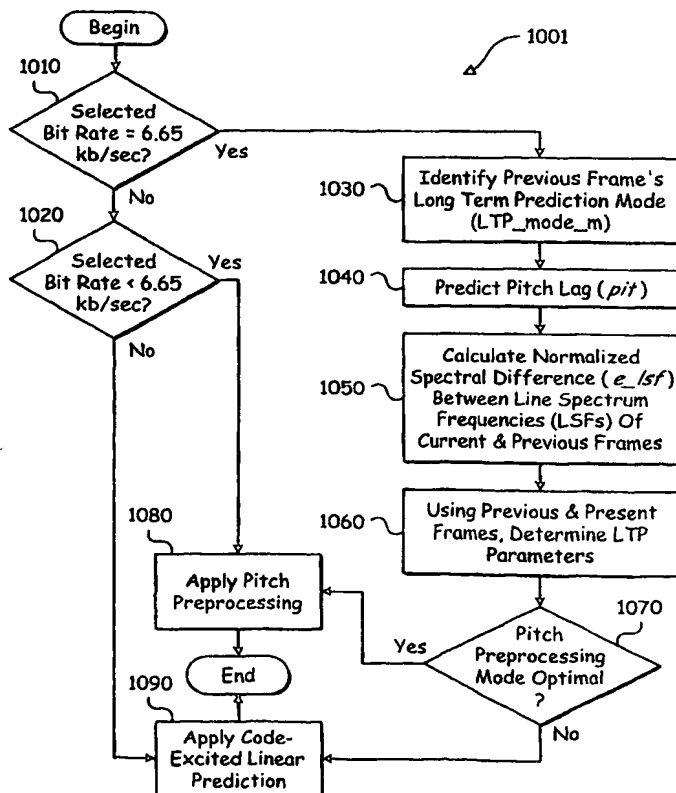 Begin
1001
1010
Selected
Bit Rate = 6.65
kb/sec?
Yes
No
1020
Selected
Bit Rate < 6.65
kb/sec?
Yes
No
1030
Identify Previous Frame's
Long Term Prediction Mode
(LTP_mode_m)
1040
Predict Pitch Lag (pit)
1050
Calculate Normalized
Spectral Difference (e_lsf)
Between Line Spectrum
Frequencies (LSFs) Of
Current & Previous Frames
1060
Using Previous & Present
Frames, Determine LTP
Parameters
1070
Pitch
Preprocessing
Mode Optimal
?
Yes
No
1080
Apply Pitch
Preprocessing
End
1090
Apply Code-
Excited Linear
Prediction